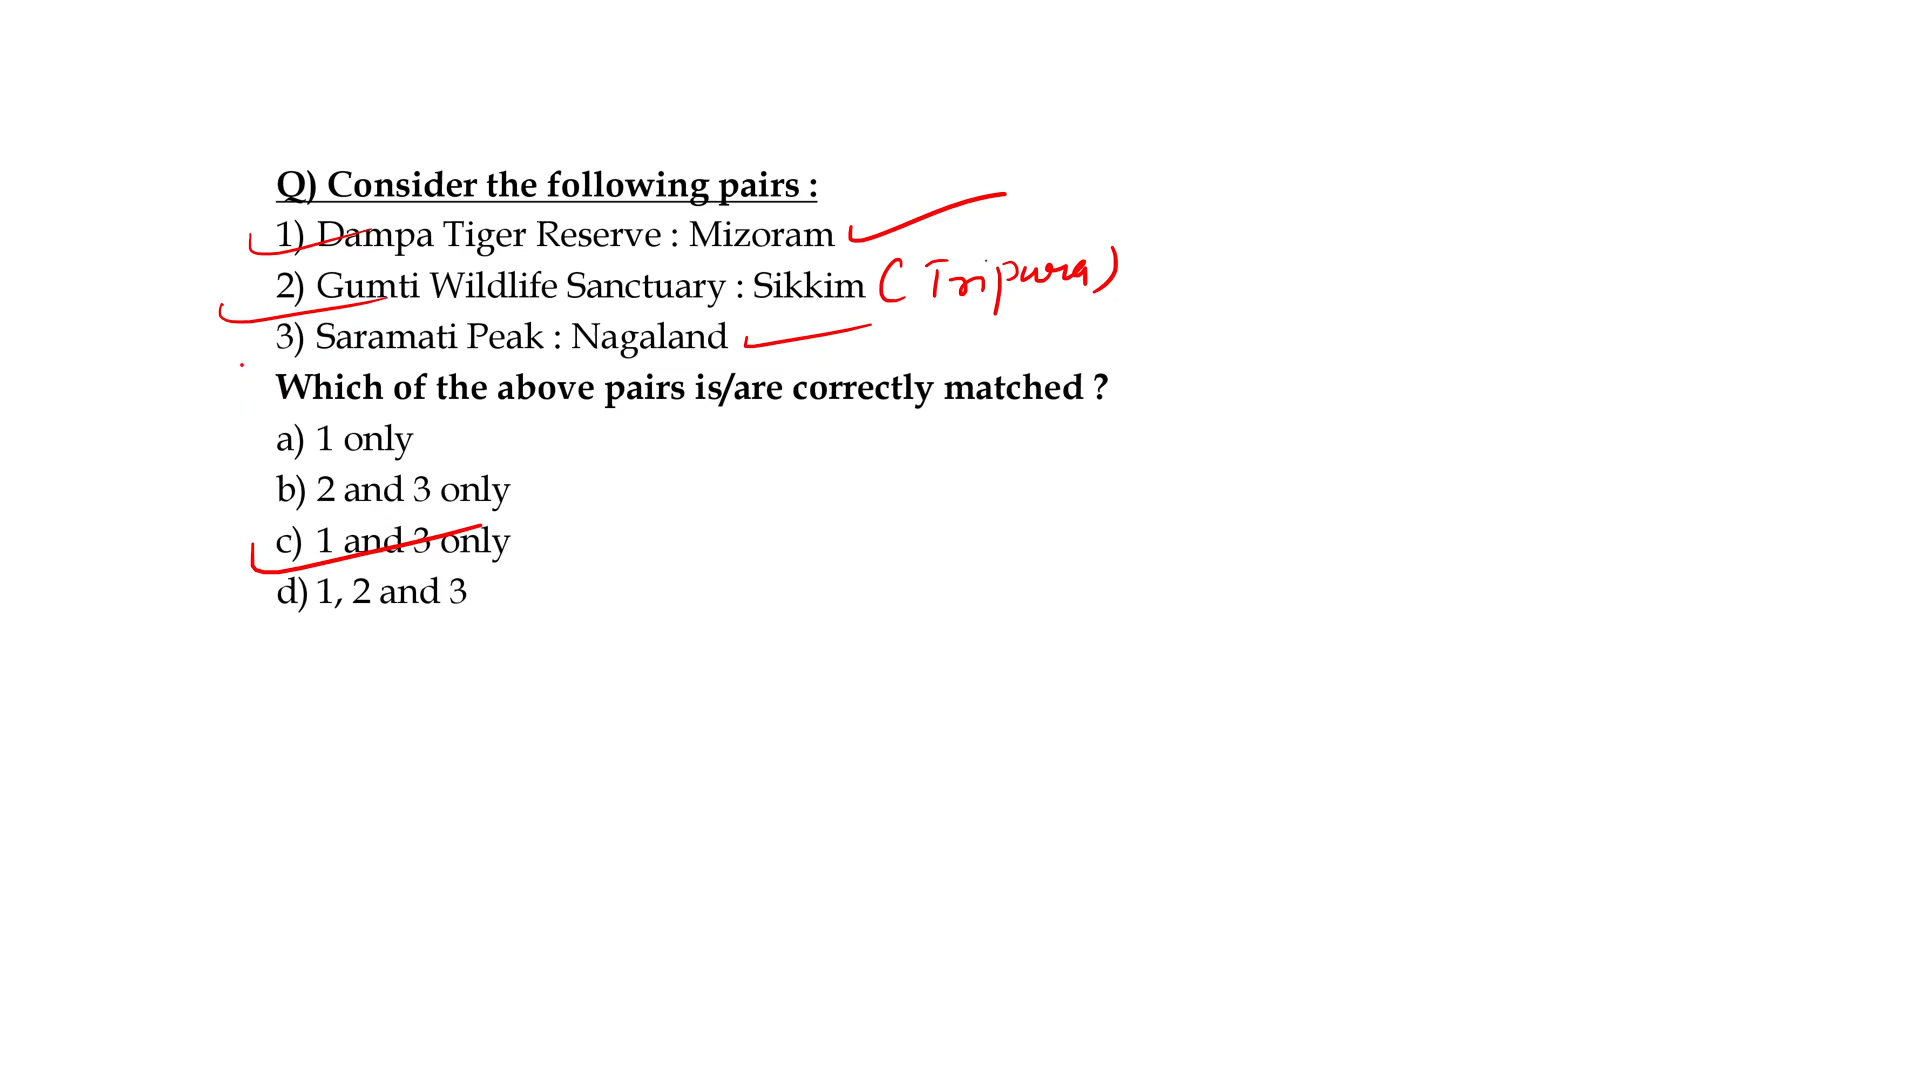 Q) Consider the following pairs :
1) Dampa Tiger Reserve : Mizoram
2) Gumti Wildlife Sanctuary : Sikkim ( Tripura )
3) Saramati Peak : Nagaland
Which of the above pairs is/are correctly matched ?
a) 1 only
b) 2 and 3 only
c) 1 and 3 only
d) 1, 2 and 3